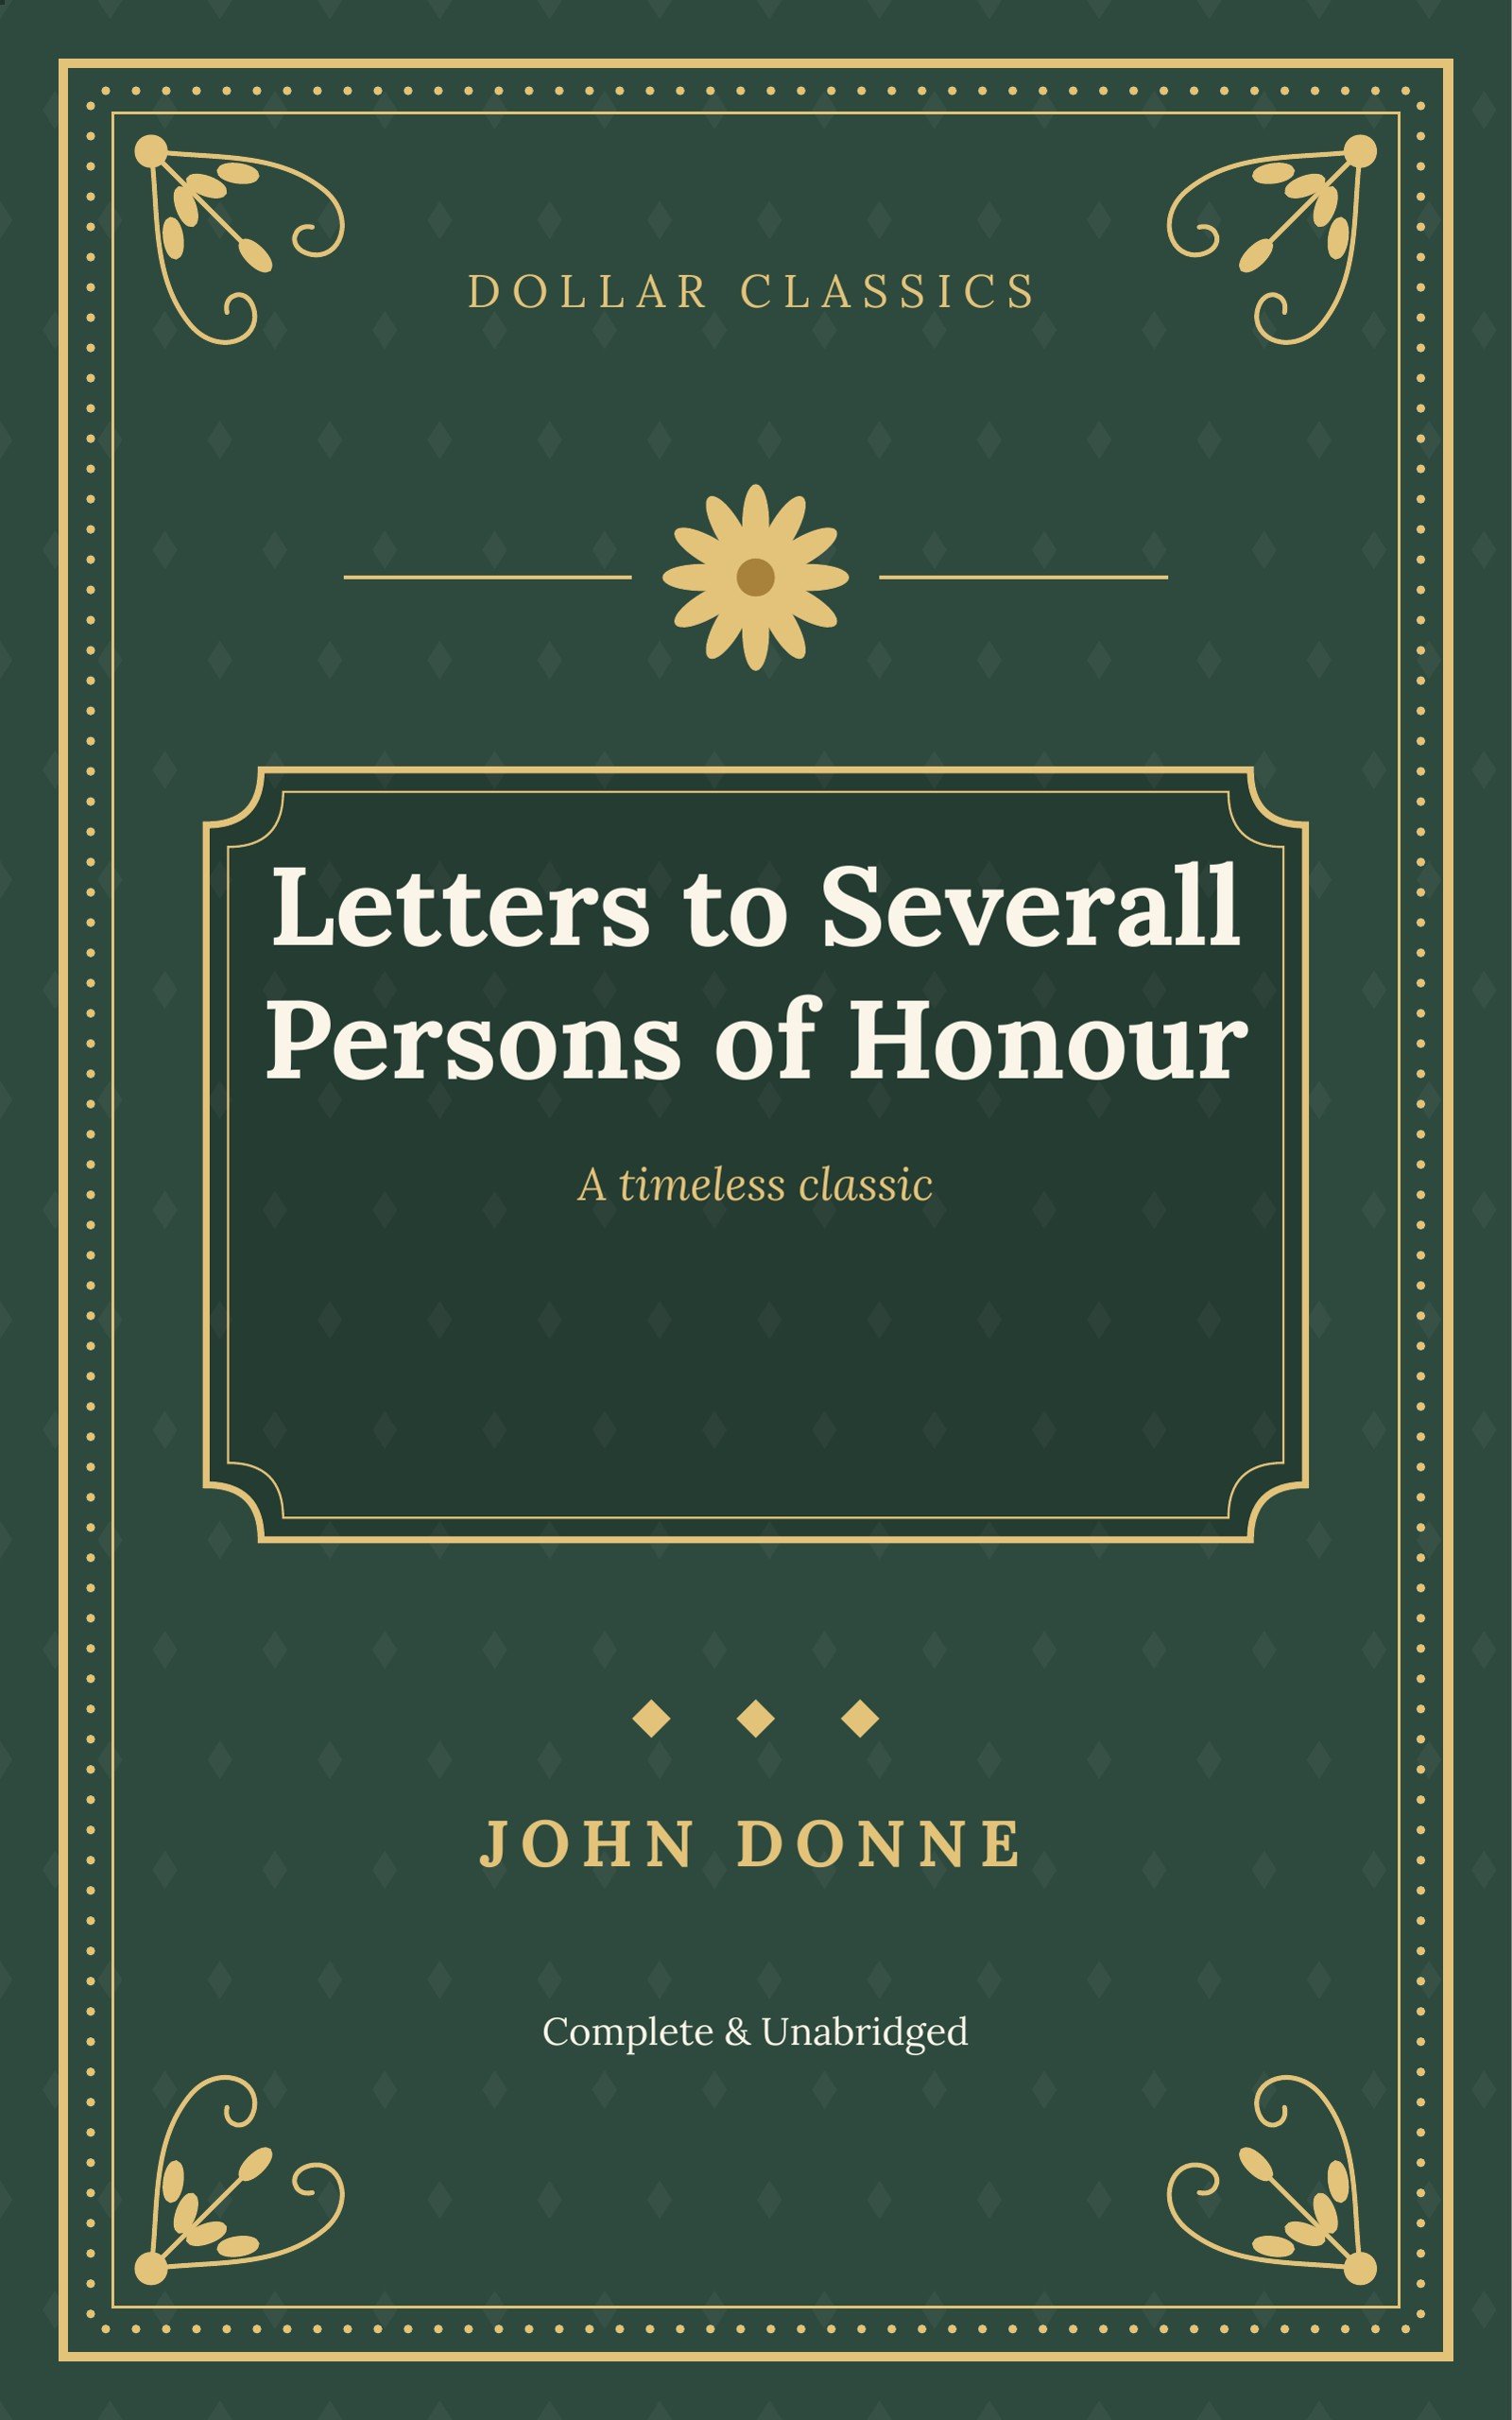 DOLLAR CLASSICS
Letters to Severall
Persons of Honour
A timeless classic
JOHN DONNE
Complete & Unabridged